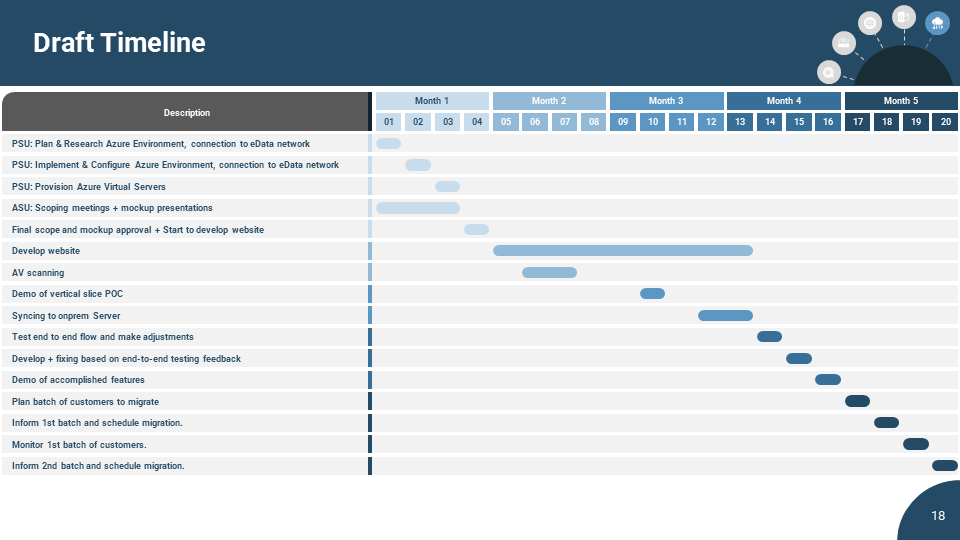 Draft Timeline
Description
Month 1 Month 2 Month 3 Month 4 Month 5
01 02 03 04 05 06 07 08 09 10 11 12 13 14 15 16 17 18 19 20
PSU: Plan & Research Azure Environment, connection to eData network
PSU: Implement & Configure Azure Environment, connection to eData network
PSU: Provision Azure Virtual Servers
ASU: Scoping meetings + mockup presentations
Final scope and mockup approval + Start to develop website
Develop website
AV scanning
Demo of vertical slice POC
Syncing to onprem Server
Test end to end flow and make adjustments
Develop + fixing based on end-to-end testing feedback
Demo of accomplished features
Plan batch of customers to migrate
Inform 1st batch and schedule migration.
Monitor 1st batch of customers.
Inform 2nd batch and schedule migration.
18